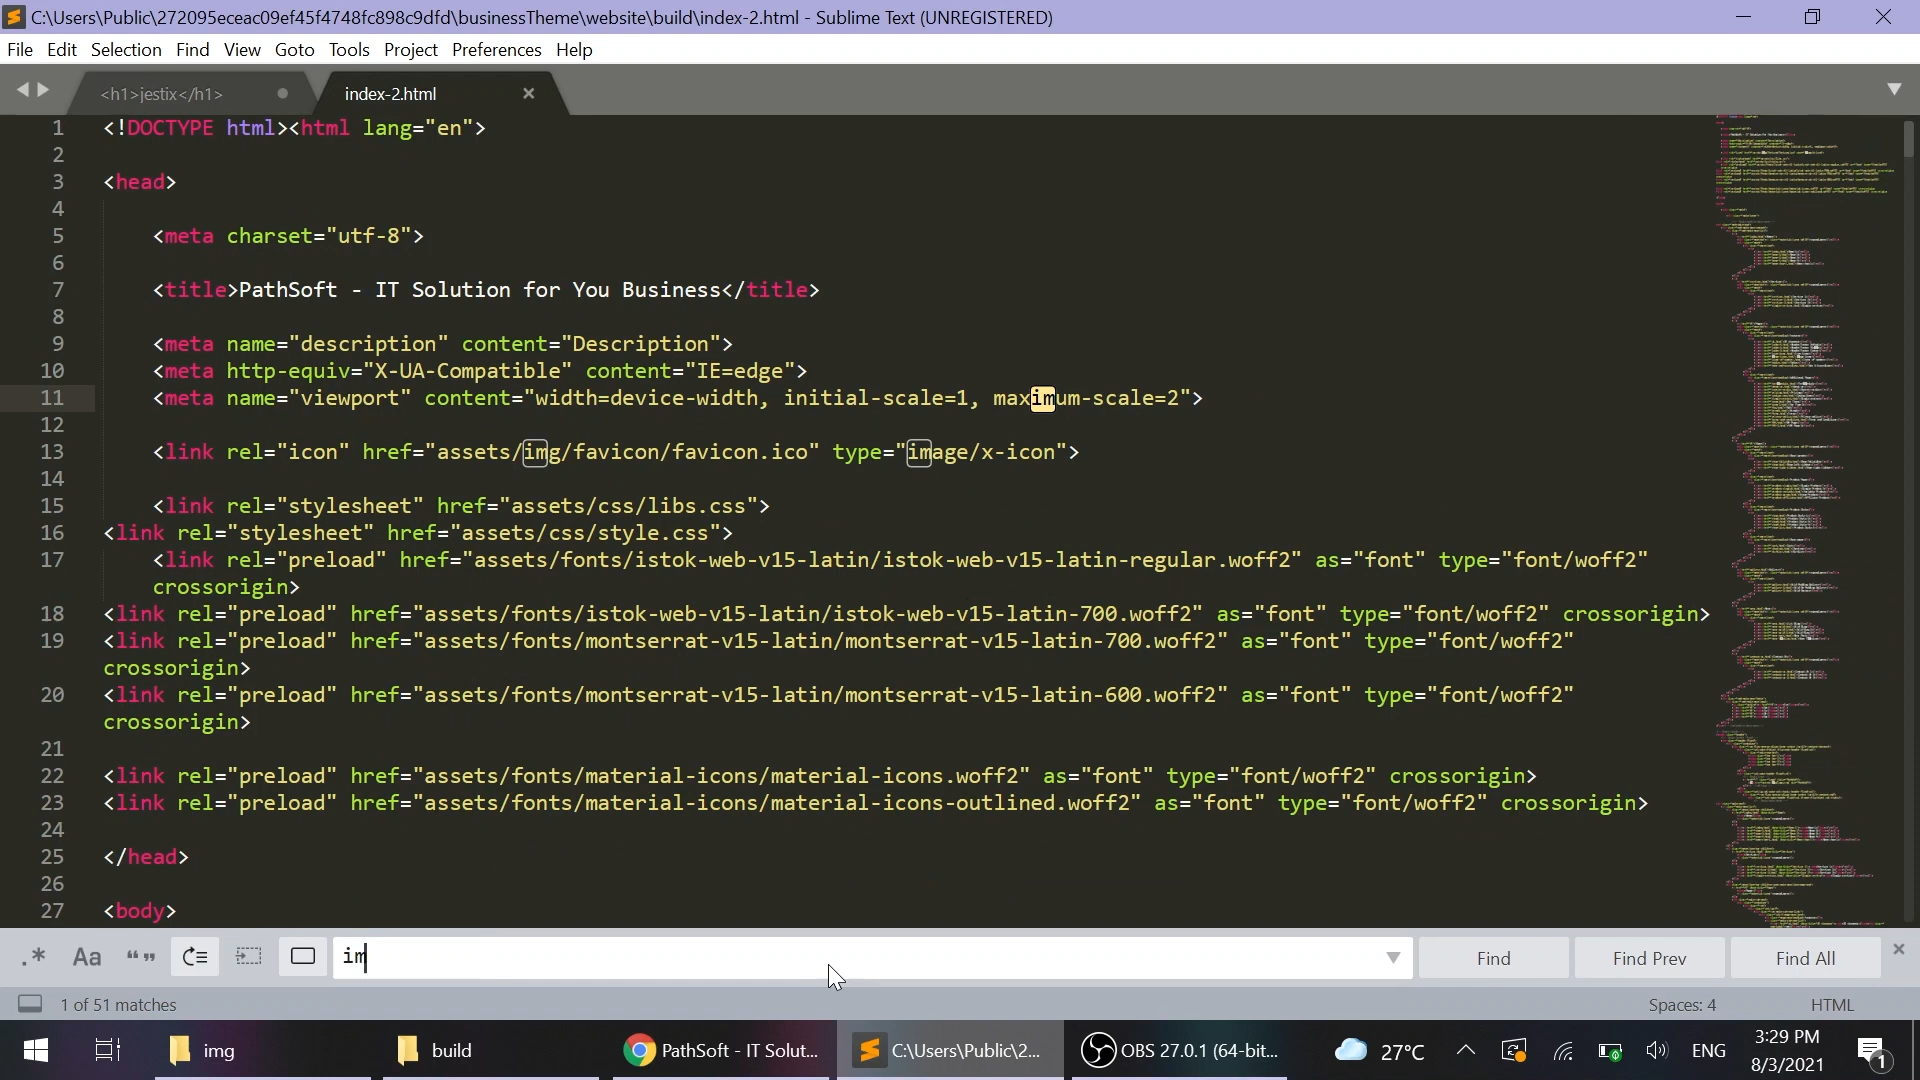 C:\Users\Public\272095eceac09ef45f4748fc898c9dfd\businessTheme\website\build\index-2.html - Sublime Text (UNREGISTERED)
File Edit Selection Find View Goto Tools Project Preferences Help
<h1>jestix</h1>
index-2.html
1 <!DOCTYPE html><html lang="en">
2
3 <head>
4
5 <meta charset="utf-8">
6
7 <title>PathSoft - IT Solution for You Business</title>
8
9 <meta name="description" content="Description">
10 <meta http-equiv="X-UA-Compatible" content="IE=edge">
11 <meta name="viewport" content="width=device-width, initial-scale=1, maximum-scale=2">
12
13 <link rel="icon" href="assets/img/favicon/favicon.ico" type="image/x-icon">
14
15 <link rel="stylesheet" href="assets/css/libs.css">
16 <link rel="stylesheet" href="assets/css/style.css">
17 <link rel="preload" href="assets/fonts/istok-web-v15-latin/istok-web-v15-latin-regular.woff2" as="font" type="font/woff2"
crossorigin>
18 <link rel="preload" href="assets/fonts/istok-web-v15-latin/istok-web-v15-latin-700.woff2" as="font" type="font/woff2" crossorigin>
19 <link rel="preload" href="assets/fonts/montserrat-v15-latin/montserrat-v15-latin-700.woff2" as="font" type="font/woff2"
crossorigin>
20 <link rel="preload" href="assets/fonts/montserrat-v15-latin/montserrat-v15-latin-600.woff2" as="font" type="font/woff2"
crossorigin>
21
22 <link rel="preload" href="assets/fonts/material-icons/material-icons.woff2" as="font" type="font/woff2" crossorigin>
23 <link rel="preload" href="assets/fonts/material-icons/material-icons-outlined.woff2" as="font" type="font/woff2" crossorigin>
24
25 </head>
26
27 <body>
.* Aa “ ” im Find Find Prev Find All
1 of 51 matches Spaces: 4 HTML
img
build
PathSoft - IT Solut...
C:\Users\Public\2...
OBS 27.0.1 (64-bit...
27°C
ENG
3:29 PM
8/3/2021
1